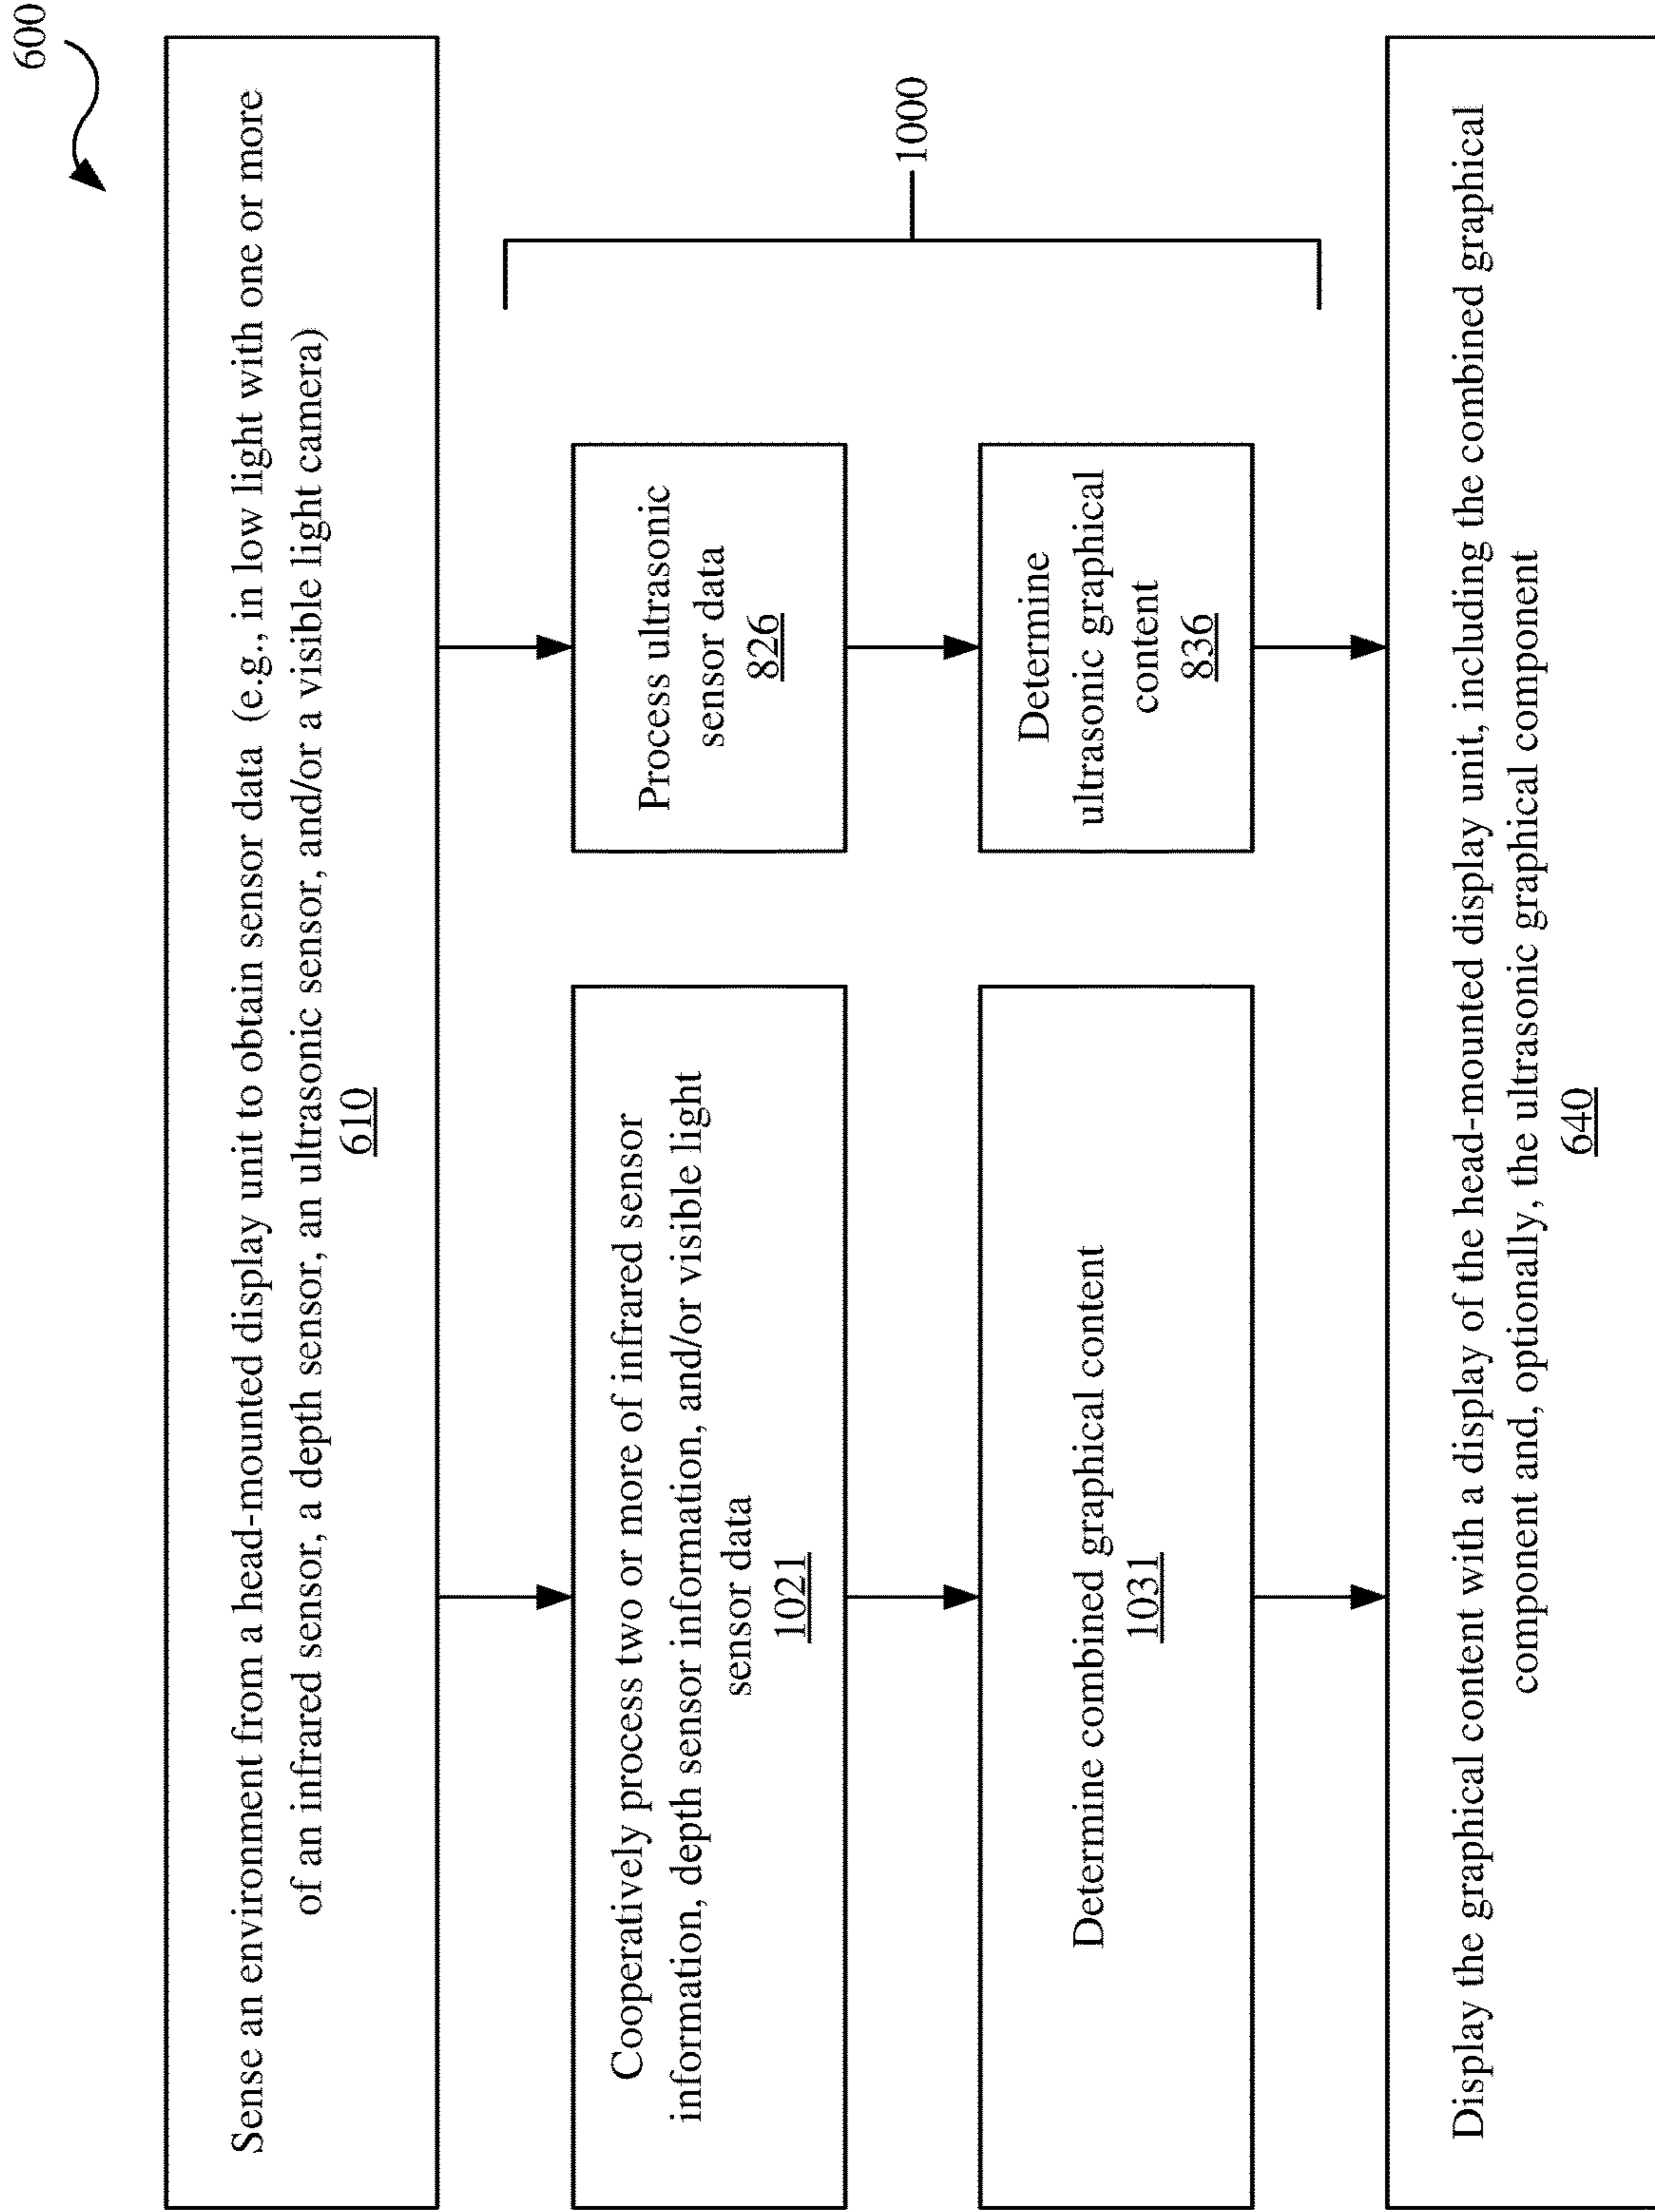 600
Sense an environment from a head-mounted display unit to obtain sensor data (e.g., in low light with one or more
of an infrared sensor, a depth sensor, an ultrasonic sensor, and/or a visible light camera)
610
Cooperatively process two or more of infrared sensor
information, depth sensor information, and/or visible light
sensor data
1021
Process ultrasonic
sensor data
826
1000
Determine combined graphical content
1031
Determine
ultrasonic graphical
content
836
Display the graphical content with a display of the head-mounted display unit, including the combined graphical
component and, optionally, the ultrasonic graphical component
640